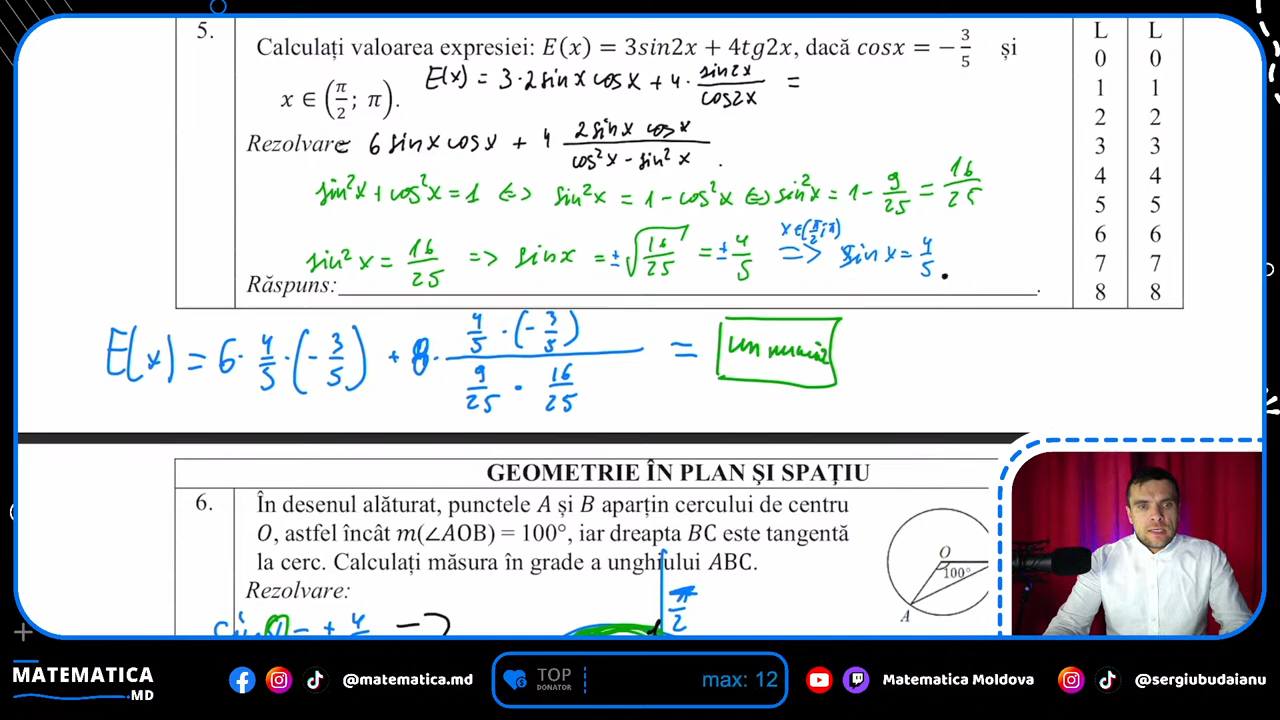 5.
Calculați valoarea expresiei: E(x) = 3sin2x + 4tg2x, dacă cosx = −3/5 și
x ∈ (π/2; π).
E(x) = 3·2sinx cosx + 4·sin2x/cos2x =
Rezolvare
= 6 sinx cosx + 4 2sinx cosx/cos²x − sin²x
sin²x + cos²x = 1 <=> sin²x = 1 − cos²x <=> sin²x = 1 − 9/25 = 16/25
sin²x = 16/25 => sinx = ±√16/25 = ±4/5 x∈(π/2;π) => sinx = 4/5
Răspuns: .
L L
0 0
1 1
2 2
3 3
4 4
5 5
6 6
7 7
8 8
E(x) = 6·4/5·(−3/5) + 8·4/5·(−3/5)/9/25 - 16/25 = un număr
GEOMETRIE ÎN PLAN ȘI SPAȚIU
6.
În desenul alăturat, punctele A și B aparțin cercului de centru
O, astfel încât m(∠AOB) = 100°, iar dreapta BC este tangentă
la cerc. Calculați măsura în grade a unghiului ABC.
Rezolvare:
O
100°
A
π/2
MATEMATICA
.MD
@matematica.md
TOP
DONATOR
max: 12
Matematica Moldova
@sergiubudaianu